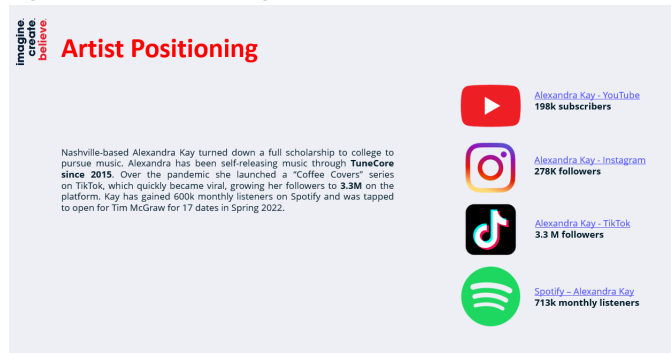 imagine.
create.
believe.
Artist Positioning
Nashville-based Alexandra Kay turned down a full scholarship to college to
pursue music. Alexandra has been self-releasing music through TuneCore
since 2015. Over the pandemic she launched a “Coffee Covers” series
on TikTok, which quickly became viral, growing her followers to 3.3M on the
platform. Kay has gained 600k monthly listeners on Spotify and was tapped
to open for Tim McGraw for 17 dates in Spring 2022.
Alexandra Kay - YouTube
198k subscribers
Alexandra Kay - Instagram
278K followers
Alexandra Kay - TikTok
3.3 M followers
Spotify – Alexandra Kay
713k monthly listeners